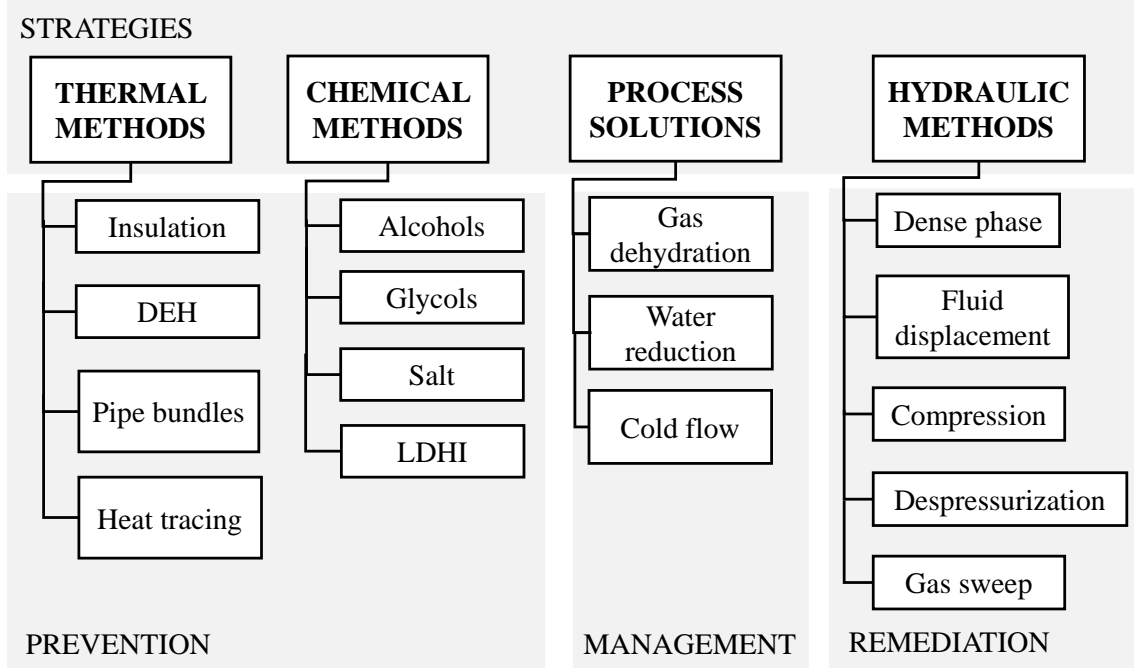 STRATEGIES
THERMAL
METHODS
CHEMICAL
METHODS
PROCESS
SOLUTIONS
HYDRAULIC
METHODS
Insulation
DEH
Pipe bundles
Heat tracing
Alcohols
Glycols
Salt
LDHI
Gas
dehydration
Water
reduction
Cold flow
Dense phase
Fluid
displacement
Compression
Despressurization
Gas sweep
PREVENTION
MANAGEMENT
REMEDIATION